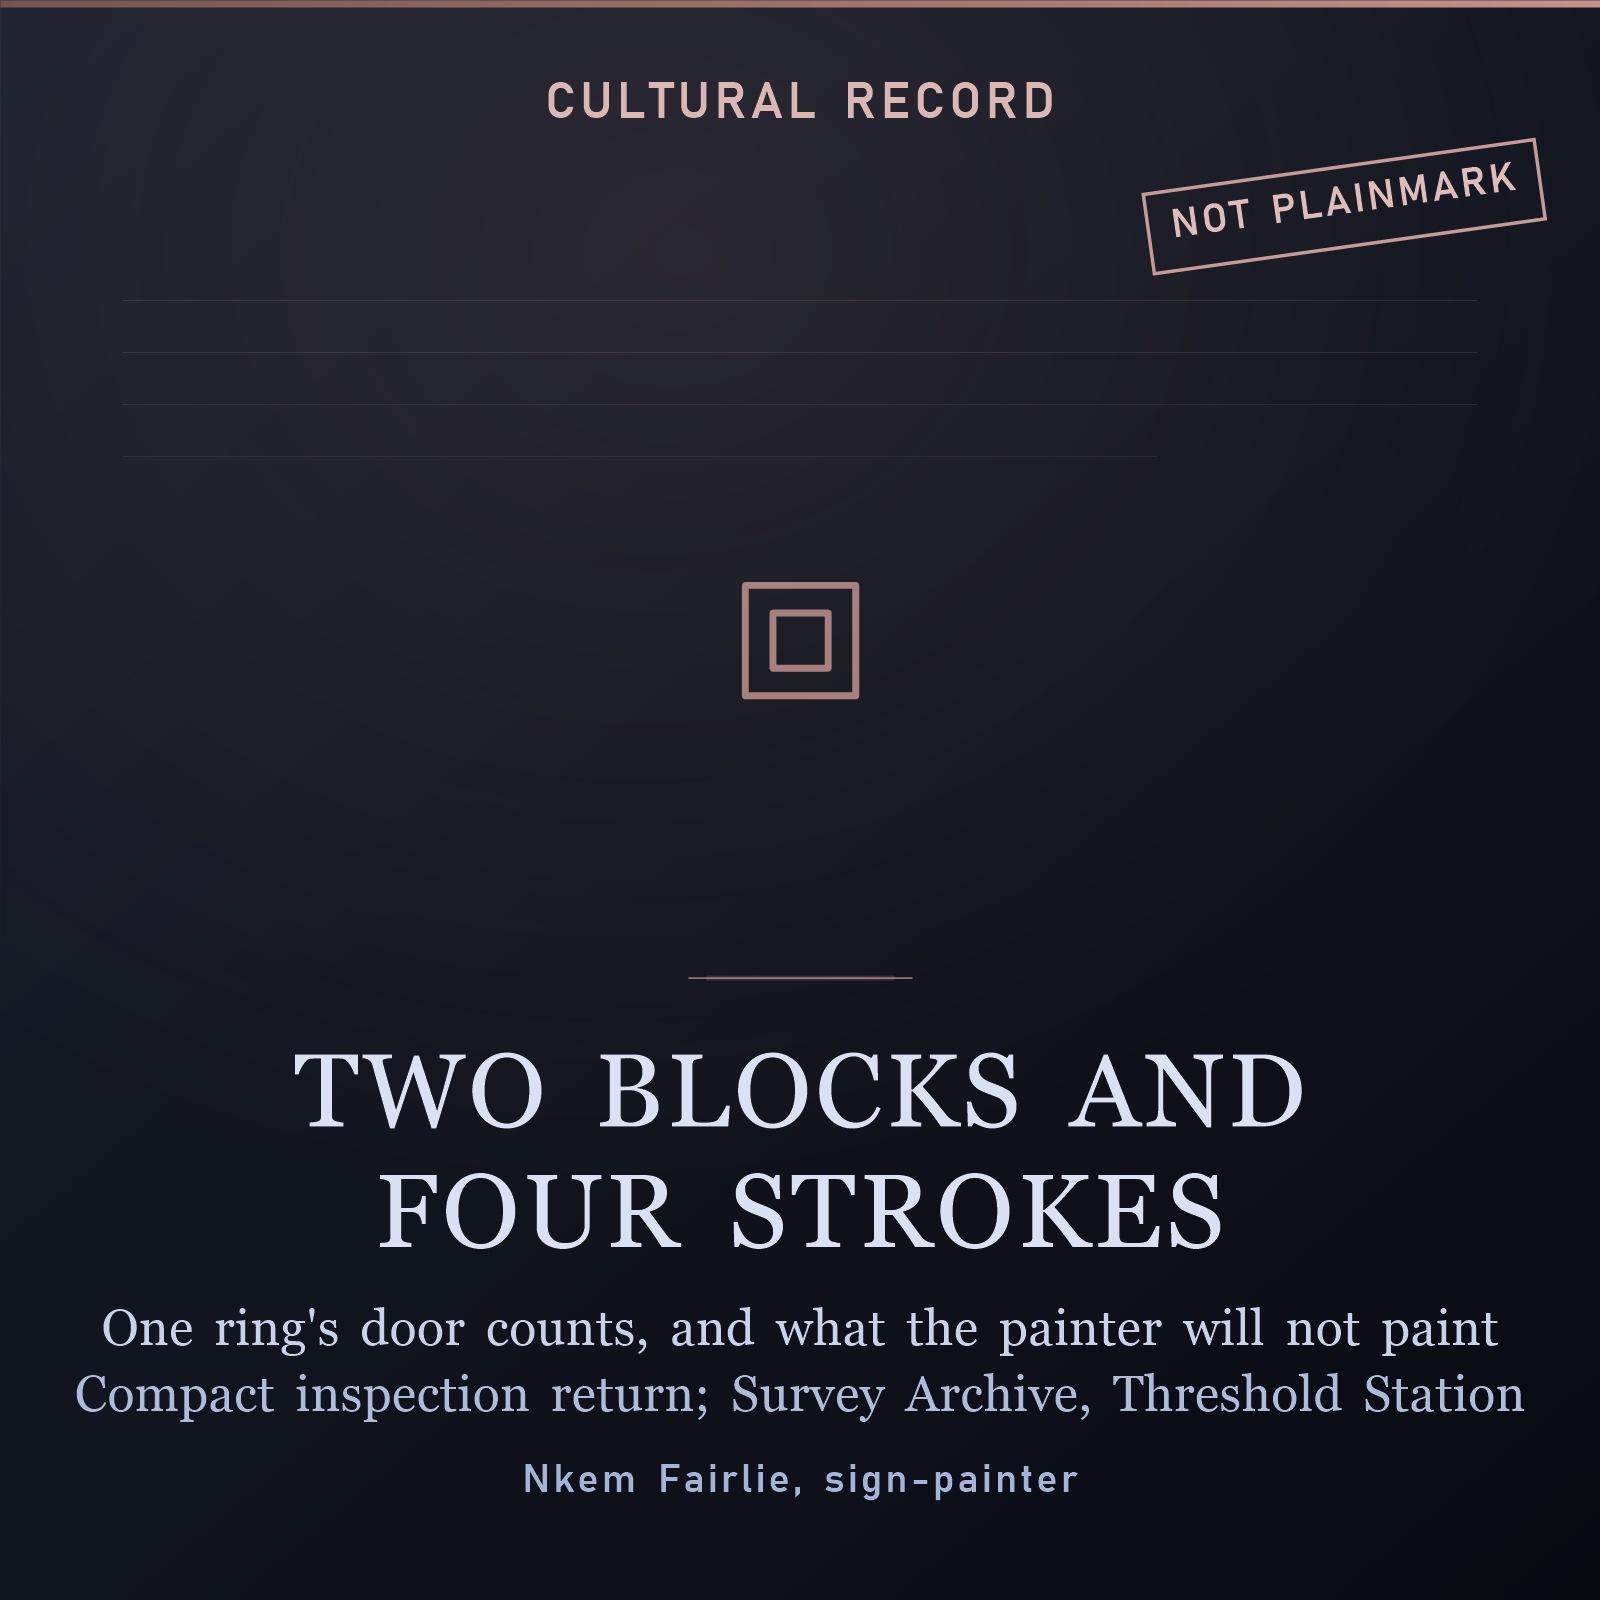 CULTURAL RECORD
NOT PLAINMARK
TWO BLOCKS AND
FOUR STROKES
One ring's door counts, and what the painter will not paint
Compact inspection return; Survey Archive, Threshold Station
Nkem Fairlie, sign-painter